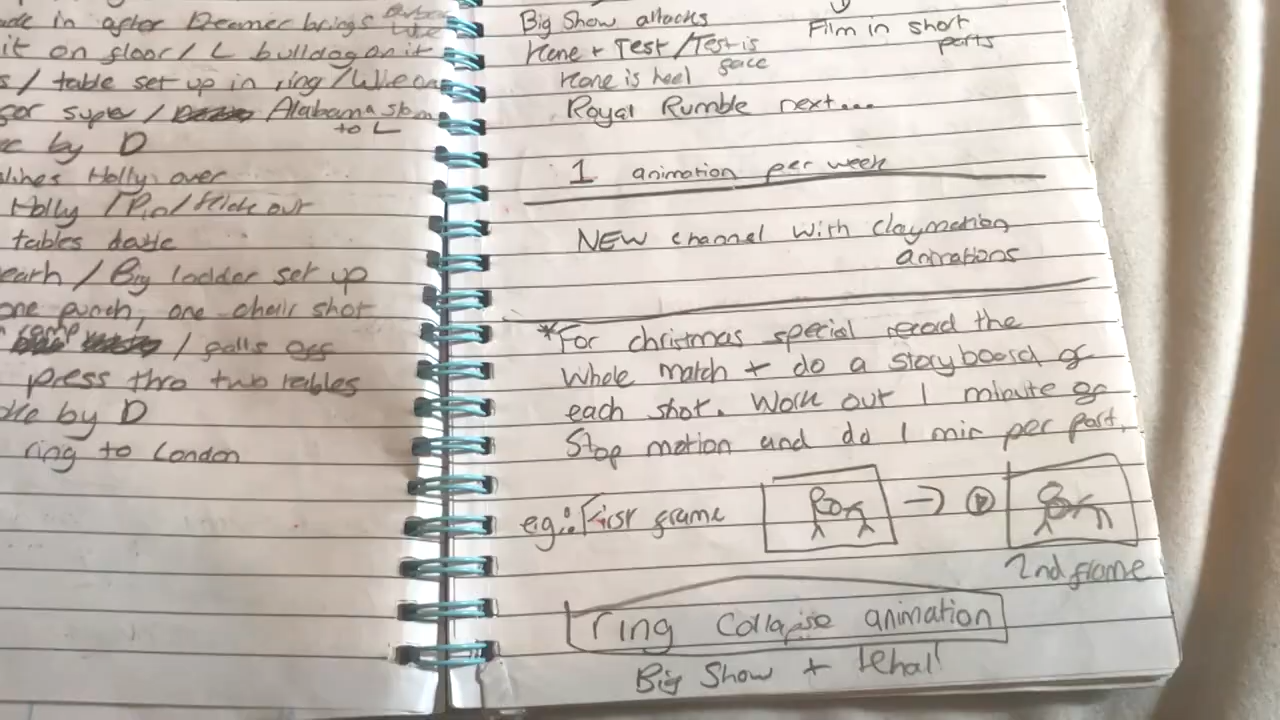 in after Dreamer brings
it on floor / L bulldog on it
s / table set up in ring /
for super / Alabama
to L
by D
Holly over
Holly / Pin / Kick out
tables
/ Big ladder set up
one punch, one chair shot
/ falls off
press thro two tables
by D
ring to London
Big Show attacks
Kane + Test / Test is
face
Kane is heel
Royal Rumble next...
Film in short
parts
1 animation per week
NEW channel with claymation
animations
*For christmas special record the
whole match + do a storyboard of
each shot. Work out 1 minute of
Stop motion and do 1 min per part.
eg: First frame
2nd frame
ring collapse animation
Big Show +